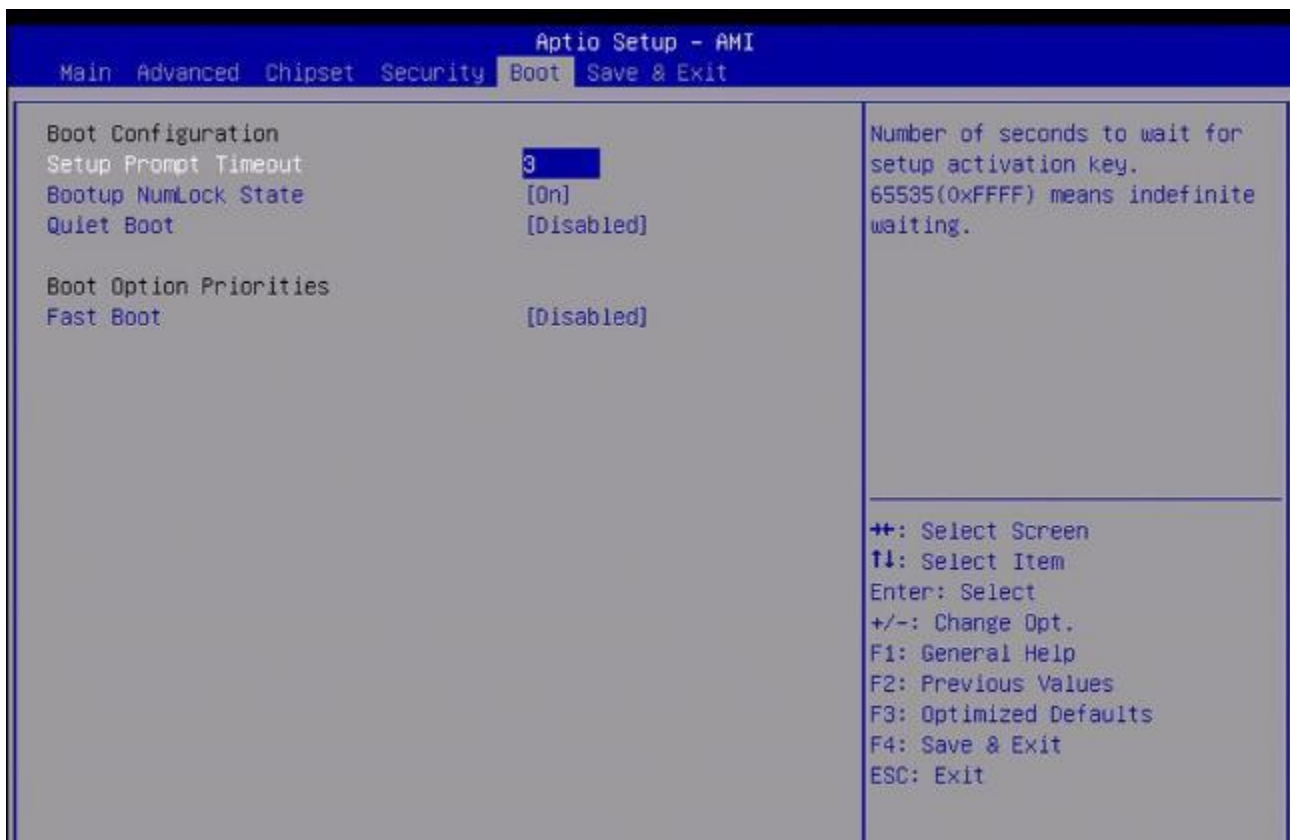 Aptio Setup – AMI
Main Advanced Chipset Security Boot Save & Exit
Boot Configuration
Setup Prompt Timeout 3
Bootup NumLock State [On]
Quiet Boot [Disabled]
Boot Option Priorities
Fast Boot [Disabled]
Number of seconds to wait for
setup activation key.
65535(0xFFFF) means indefinite
waiting.
→←: Select Screen
↑↓: Select Item
Enter: Select
+/-: Change Opt.
F1: General Help
F2: Previous Values
F3: Optimized Defaults
F4: Save & Exit
ESC: Exit